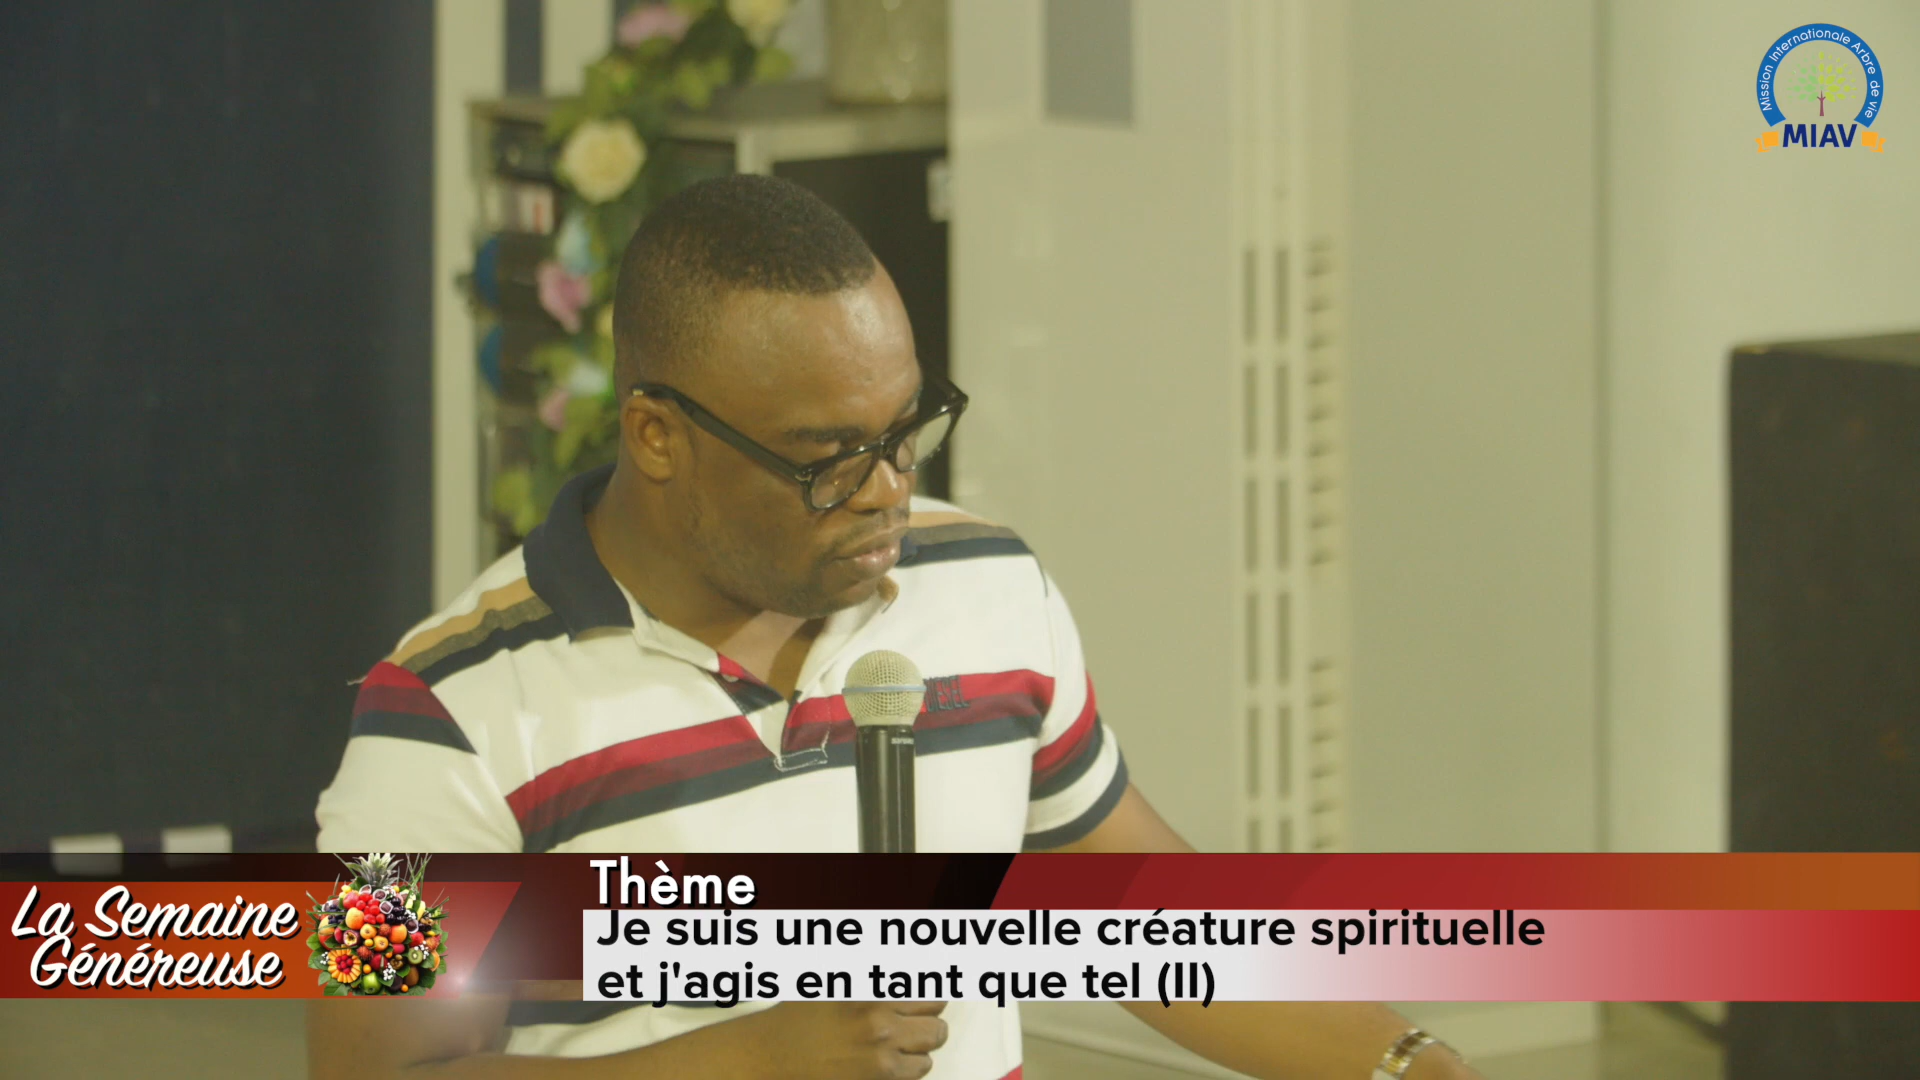 Mission Internationale Arbre de vie
MIAV
DIESEL
Thème
La Semaine
Généreuse
Je suis une nouvelle créature spirituelle
et j'agis en tant que tel (II)